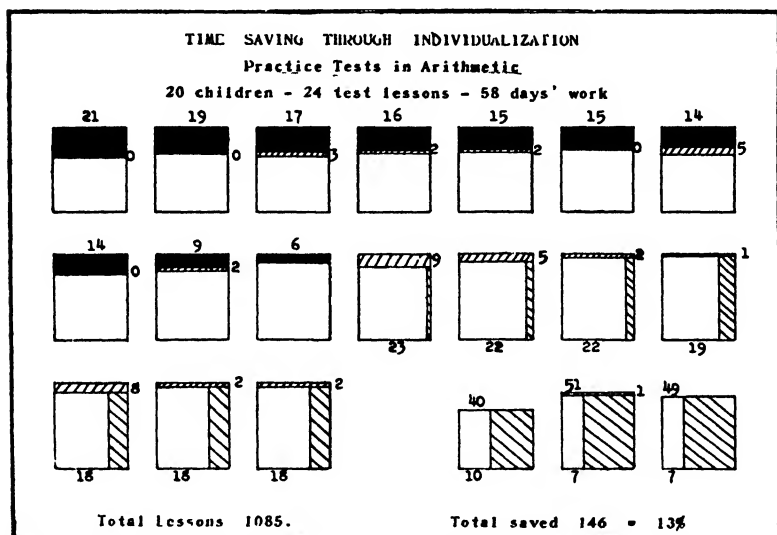 TIME SAVING THROUGH INDIVIDUALIZATION
Practice Tests in Arithmetic
20 children - 24 test lessons - 58 days' work
21 19 17 16 15 15 14
0 0 3 2 2 0 5
14 9 6
0 2 9 5 2 1
23 22 22 19
8 2 2
40 51 49
1
18 18 18 10 7 7
Total Lessons 1085.
Total saved 146 = 13%